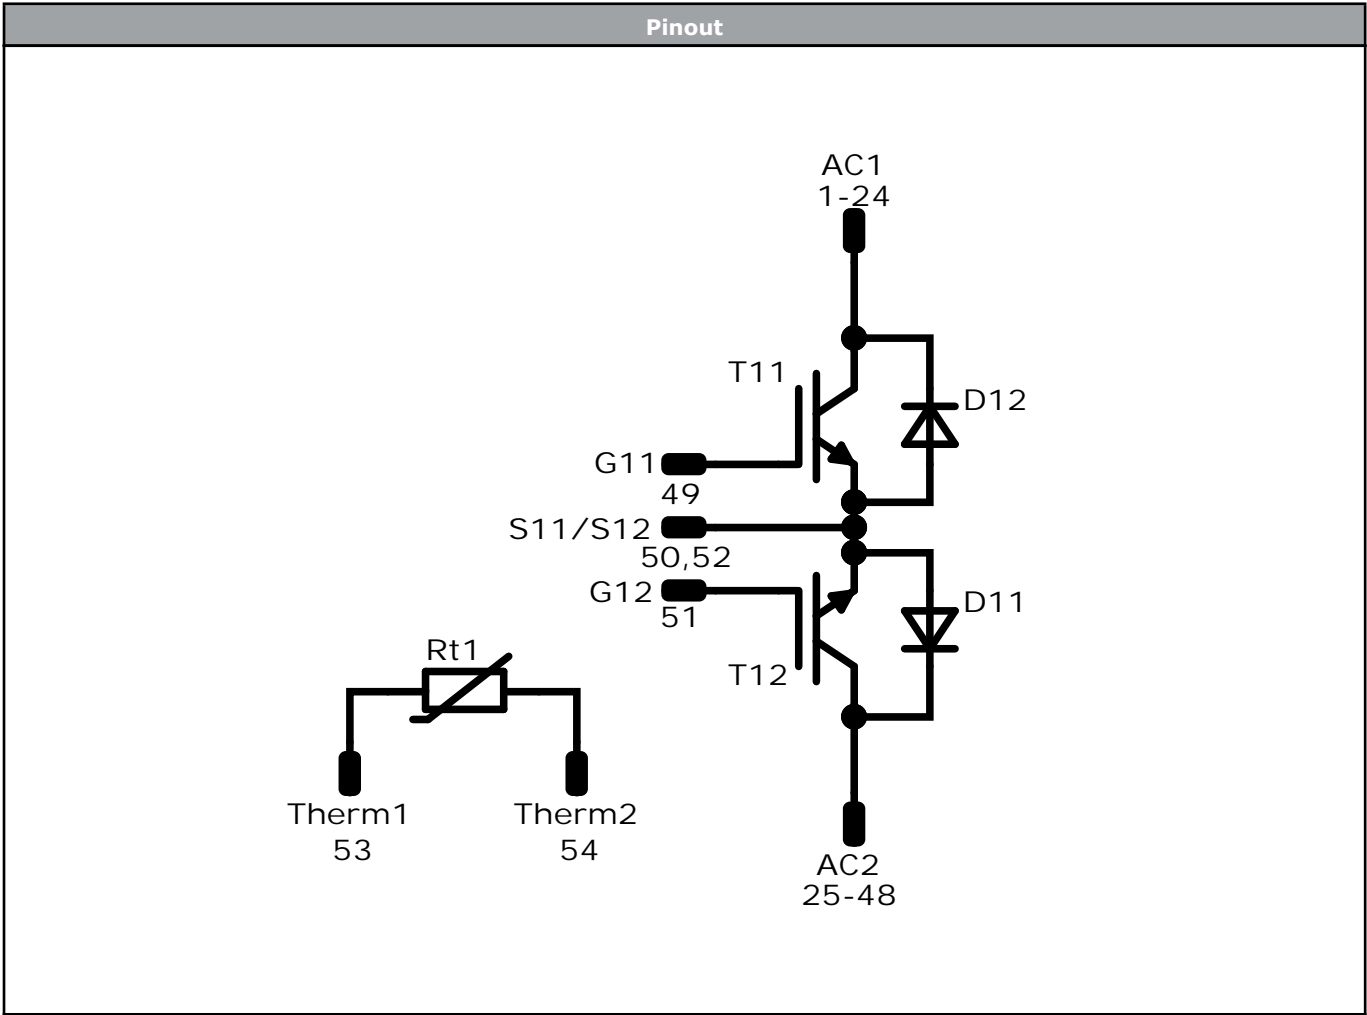 Pinout
AC1
1-24
T11
D12
G11
49
S11/S12
50,52
G12
51
D11
T12
Rt1
Therm1
53
Therm2
54
AC2
25-48